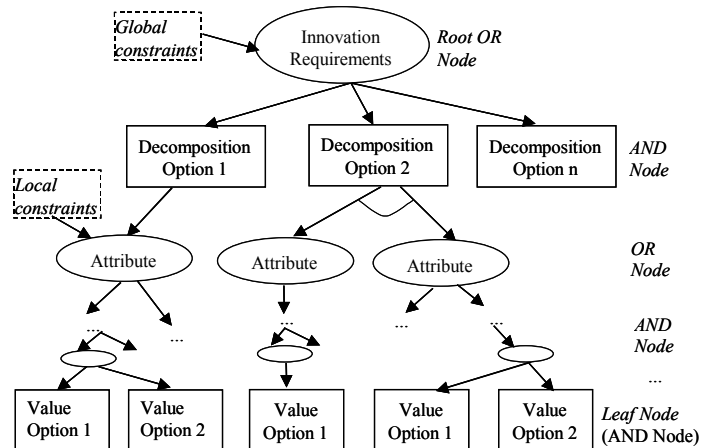 Global
constraints
Innovation
Requirements
Root OR
Node
Decomposition
Option 1
Decomposition
Option 2
Decomposition
Option n
AND
Node
Local
constraints
Attribute
Attribute
Attribute
OR
Node
...
...
...
...
...
AND
Node
...
Value
Option 1
Value
Option 2
Value
Option 1
Value
Option 1
Value
Option 2
Leaf Node
(AND Node)